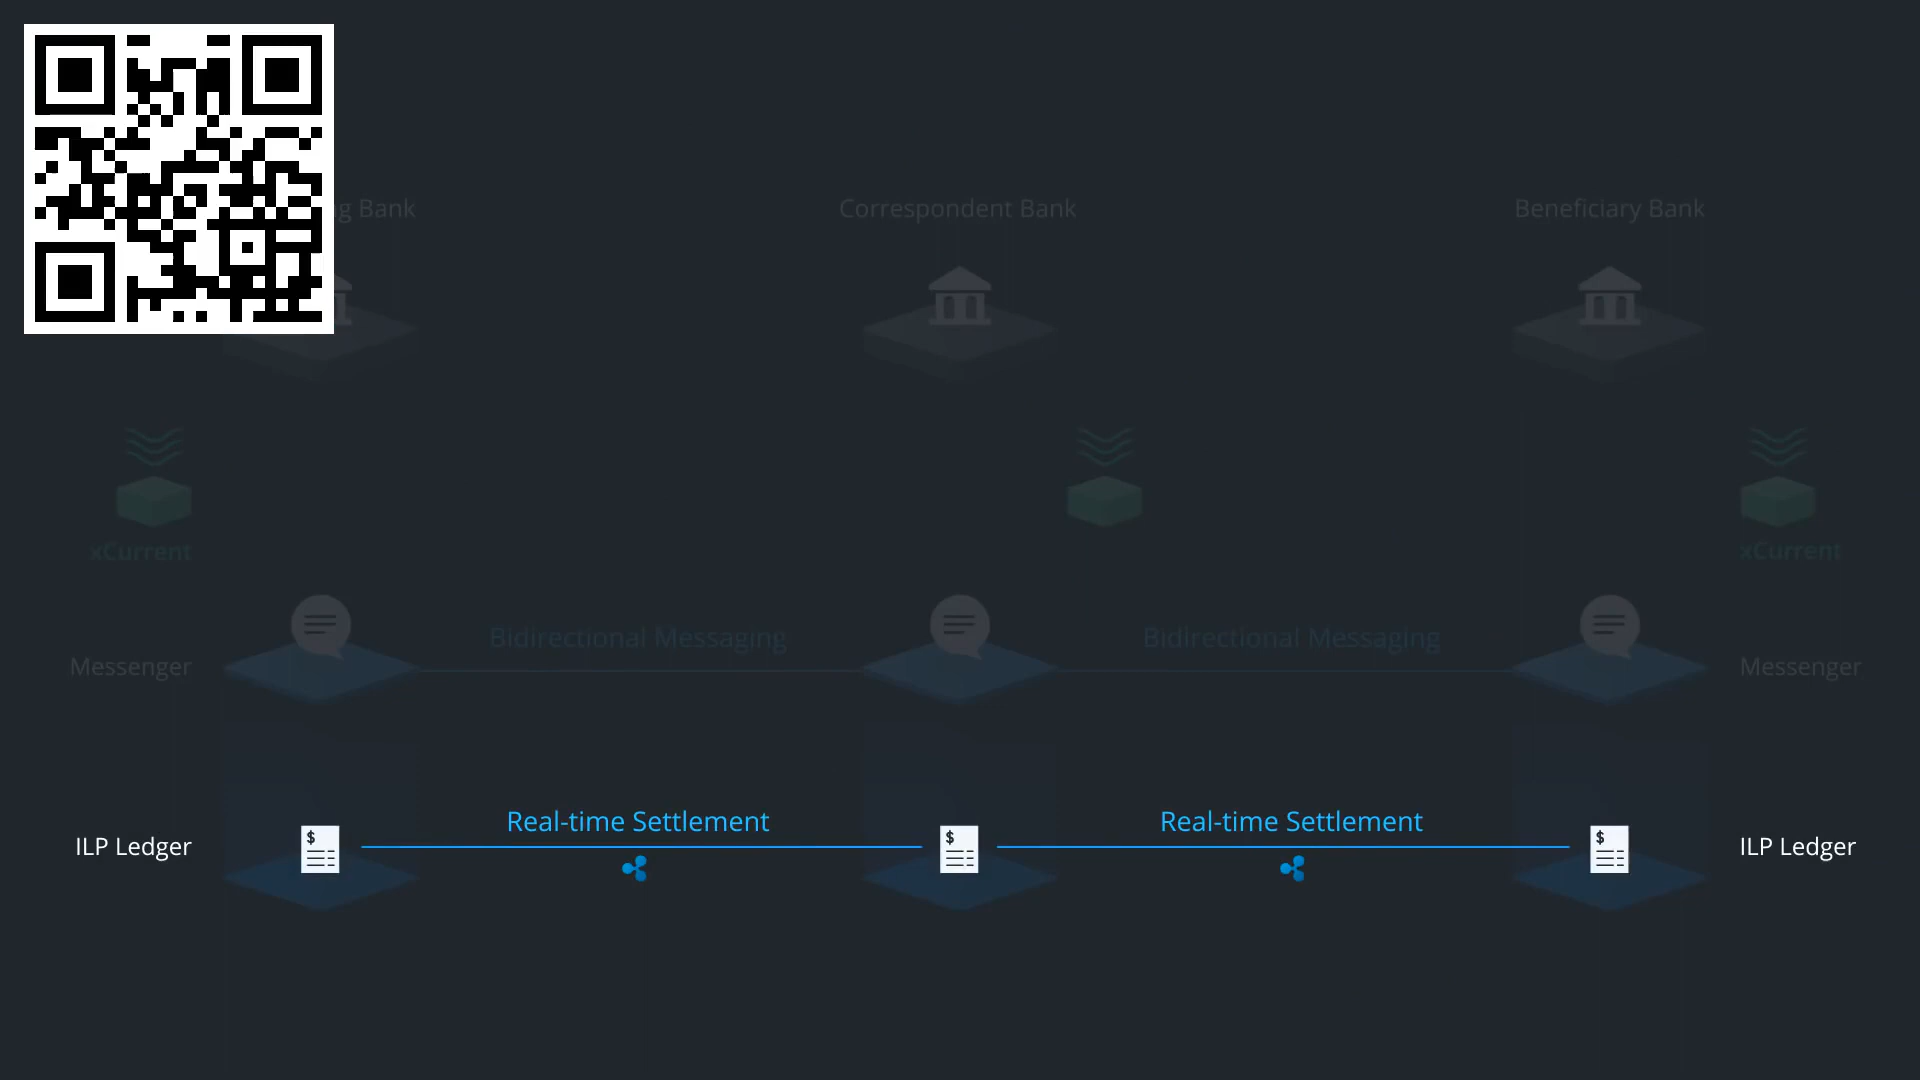 g Bank
Correspondent Bank
Beneficiary Bank
xCurrent
xCurrent
Bidirectional Messaging
Bidirectional Messaging
Messenger
Messenger
Real-time Settlement
Real-time Settlement
ILP Ledger
ILP Ledger